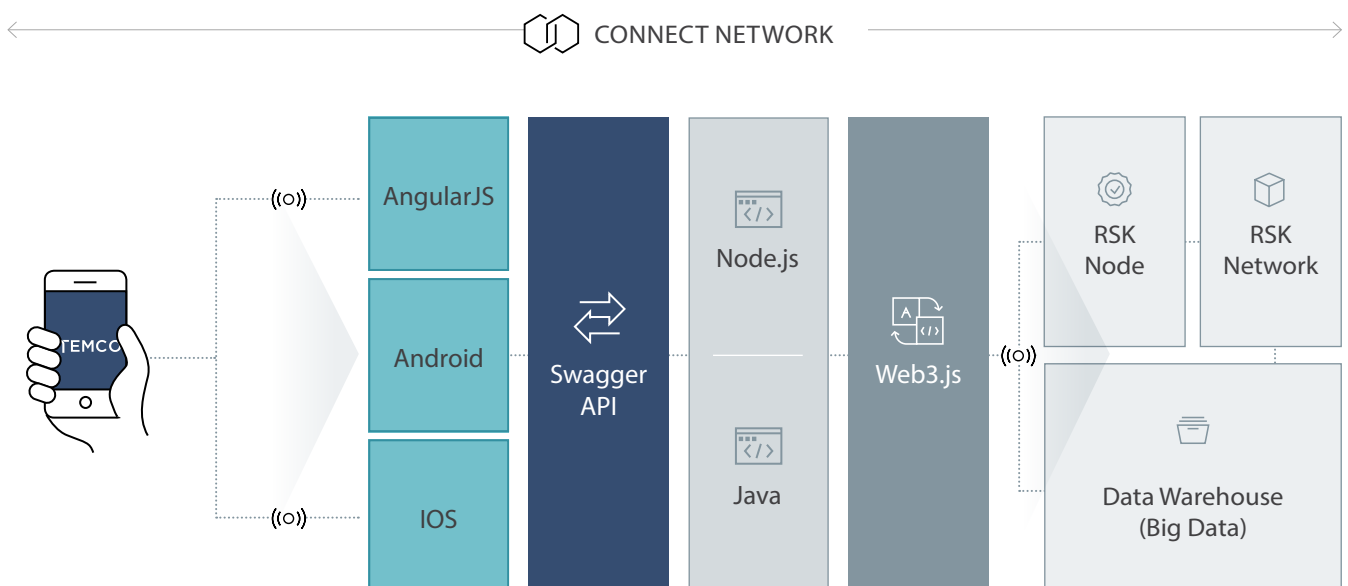 CONNECT NETWORK
TEMCO
AngularJS
Android
IOS
Swagger
API
Node.js
Java
A
Web3.js
RSK
Node
RSK
Network
Data Warehouse
(Big Data)